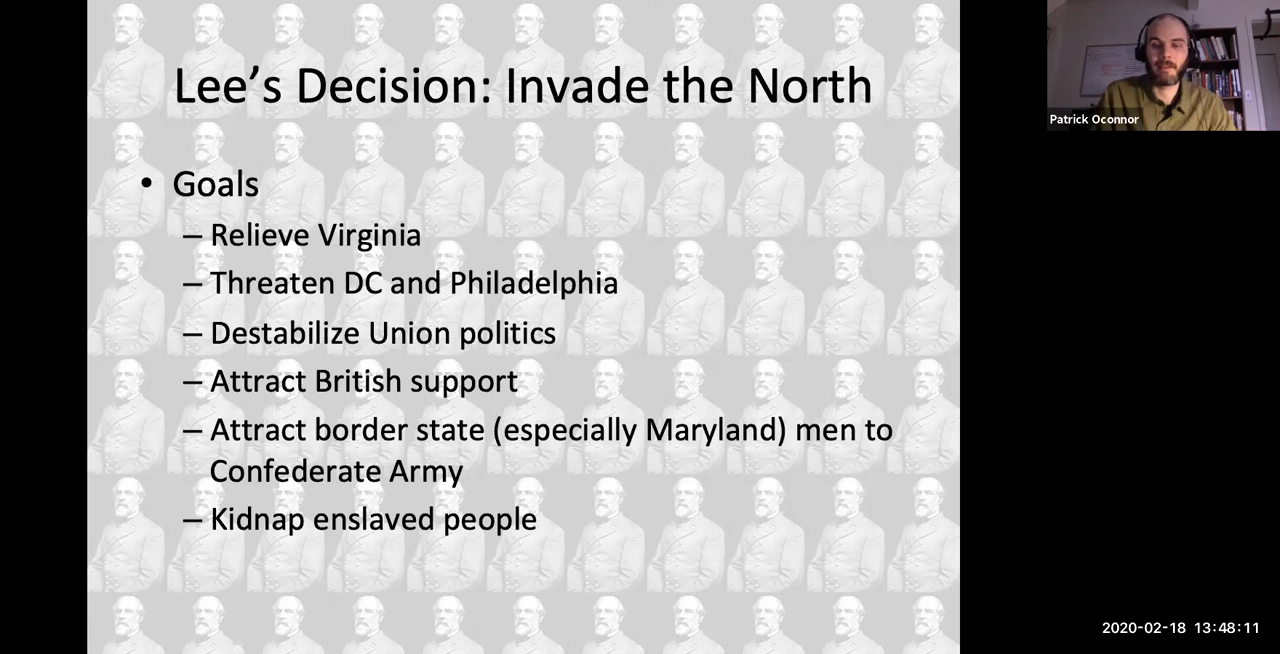 Lee’s Decision: Invade the North
• Goals
– Relieve Virginia
– Threaten DC and Philadelphia
– Destabilize Union politics
– Attract British support
– Attract border state (especially Maryland) men to
Confederate Army
– Kidnap enslaved people
Patrick Oconnor
2020-02-18 13:48:11